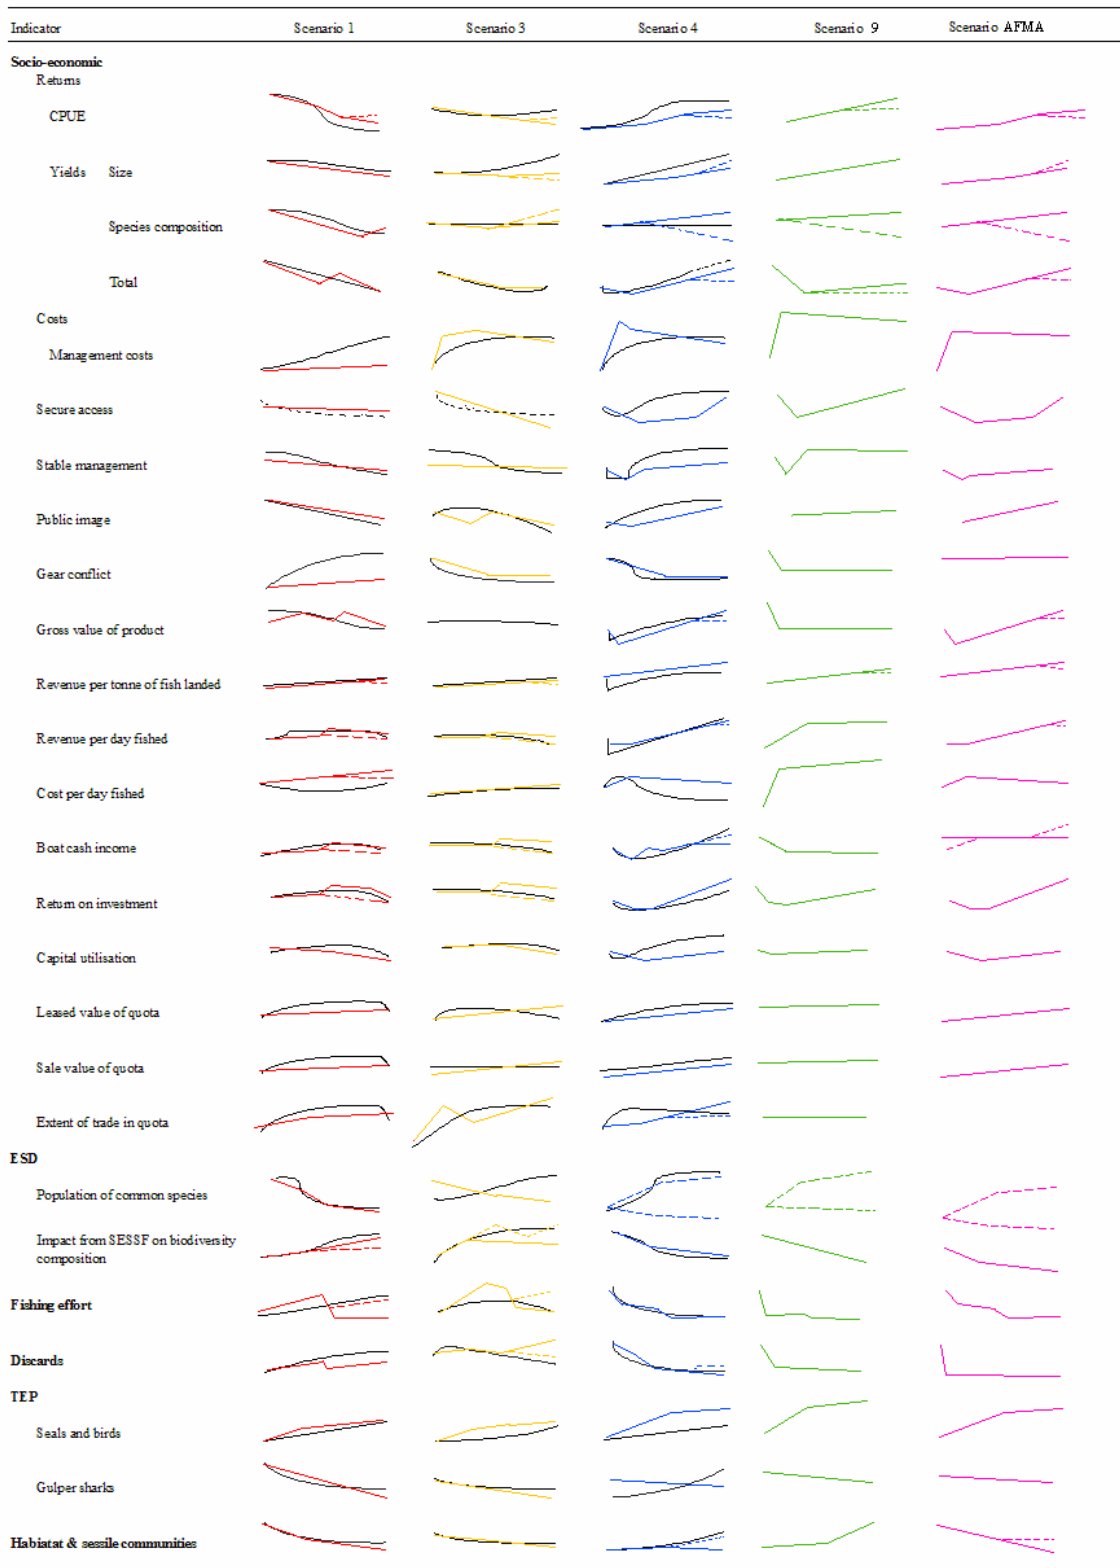 Indicator Scenario 1 Scenario 3 Scenario 4 Scenario 9 Scenario AFMA
Socio-economic
Returns
CPUE
Yields Size
Species composition
Total
Costs
Management costs
Secure access
Stable management
Public image
Gear conflict
Gross value of product
Revenue per tonne of fish landed
Revenue per day fished
Cost per day fished
Boat cash income
Return on investment
Capital utilisation
Leased value of quota
Sale value of quota
Extent of trade in quota
ESD
Population of common species
Impact from SESSF on biodiversity
composition
Fishing effort
Discards
TEP
Seals and birds
Gulper sharks
Habiatat & sessile communities